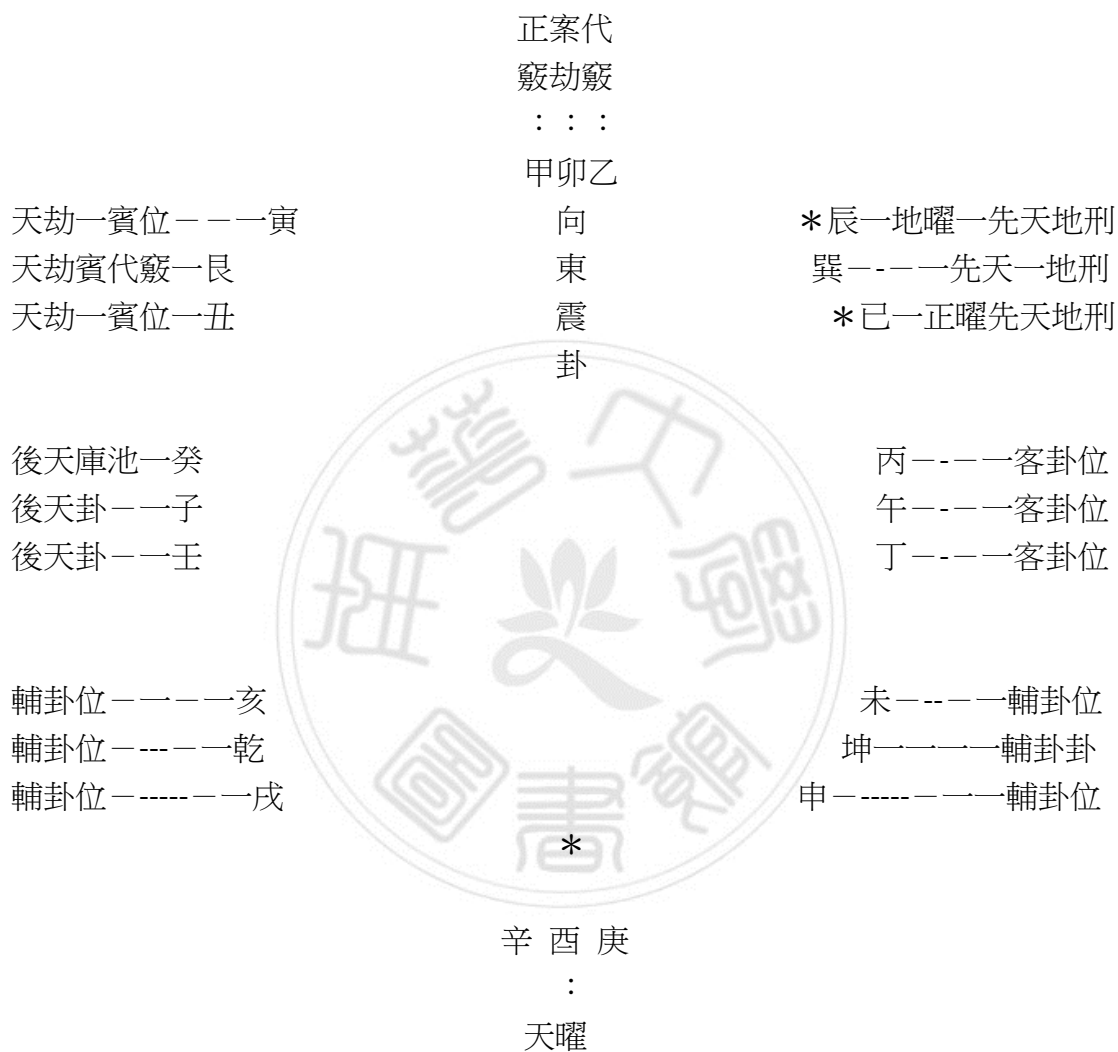 正案代
竅劫竅
：：：
甲卯乙
天劫一賓位－－一寅 向 ＊辰一地曜一先天地刑
天劫賓代竅一艮 東 巽－-－一先天一地刑
天劫一賓位一丑 震 ＊已一正曜先天地刑
卦
後天庫池一癸 丙－-－一客卦位
後天卦－一子 午－-－一客卦位
後天卦－一壬 丁－-－一客卦位
輔卦位－一－一亥 未－--－一輔卦位
輔卦位－---－一乾 坤一一一一輔卦卦
輔卦位－-----－一戌 申－-----－一一輔卦位
＊
辛 酉 庚
：
天曜